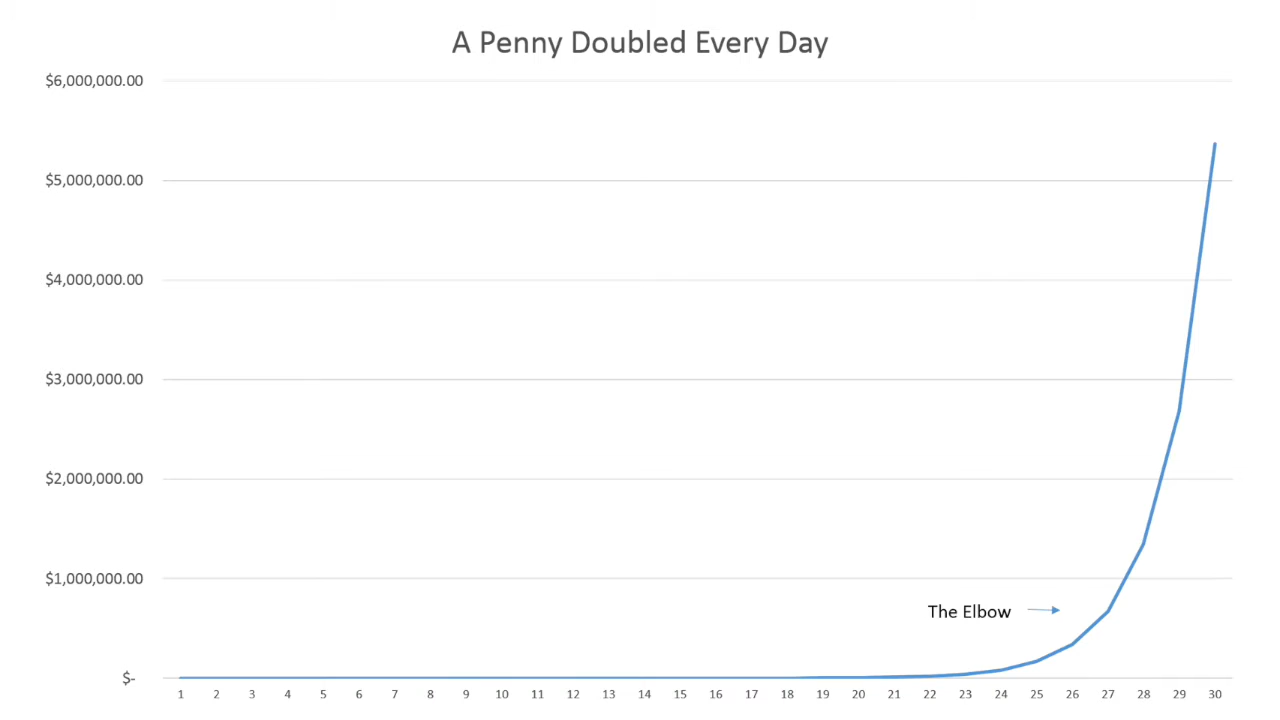 A Penny Doubled Every Day
$6,000,000.00
$5,000,000.00
$4,000,000.00
$3,000,000.00
$2,000,000.00
$1,000,000.00
The Elbow
$-
1 2 3 4 5 6 7 8 9 10 11 12 13 14 15 16 17 18 19 20 21 22 23 24 25 26 27 28 29 30